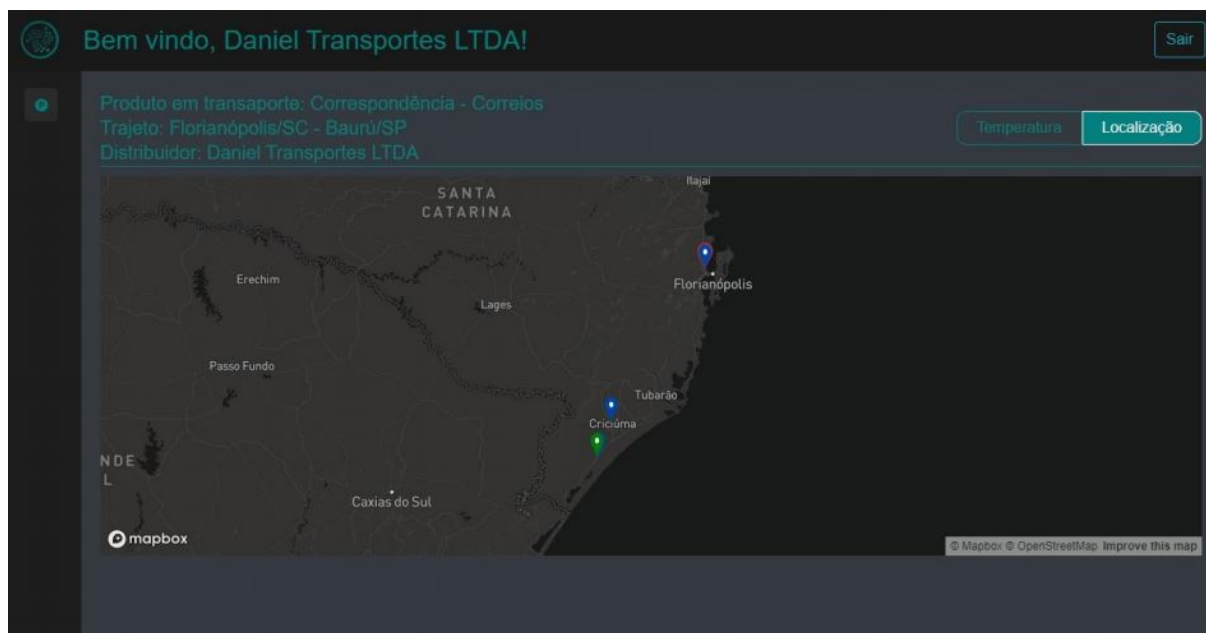 Bem vindo, Daniel Transportes LTDA!
Sair
Produto em transaporte: Correspondência - Correios
Trajeto: Florianópolis/SC - Baurú/SP
Distribuidor: Daniel Transportes LTDA
Temperatura
Localização
SANTA
CATARINA
Itajaí
Erechim
Florianópolis
Lages
Passo Fundo
Tubarão
Criciúma
NDE
L
Caxias do Sul
mapbox
© Mapbox © OpenStreetMap Improve this map